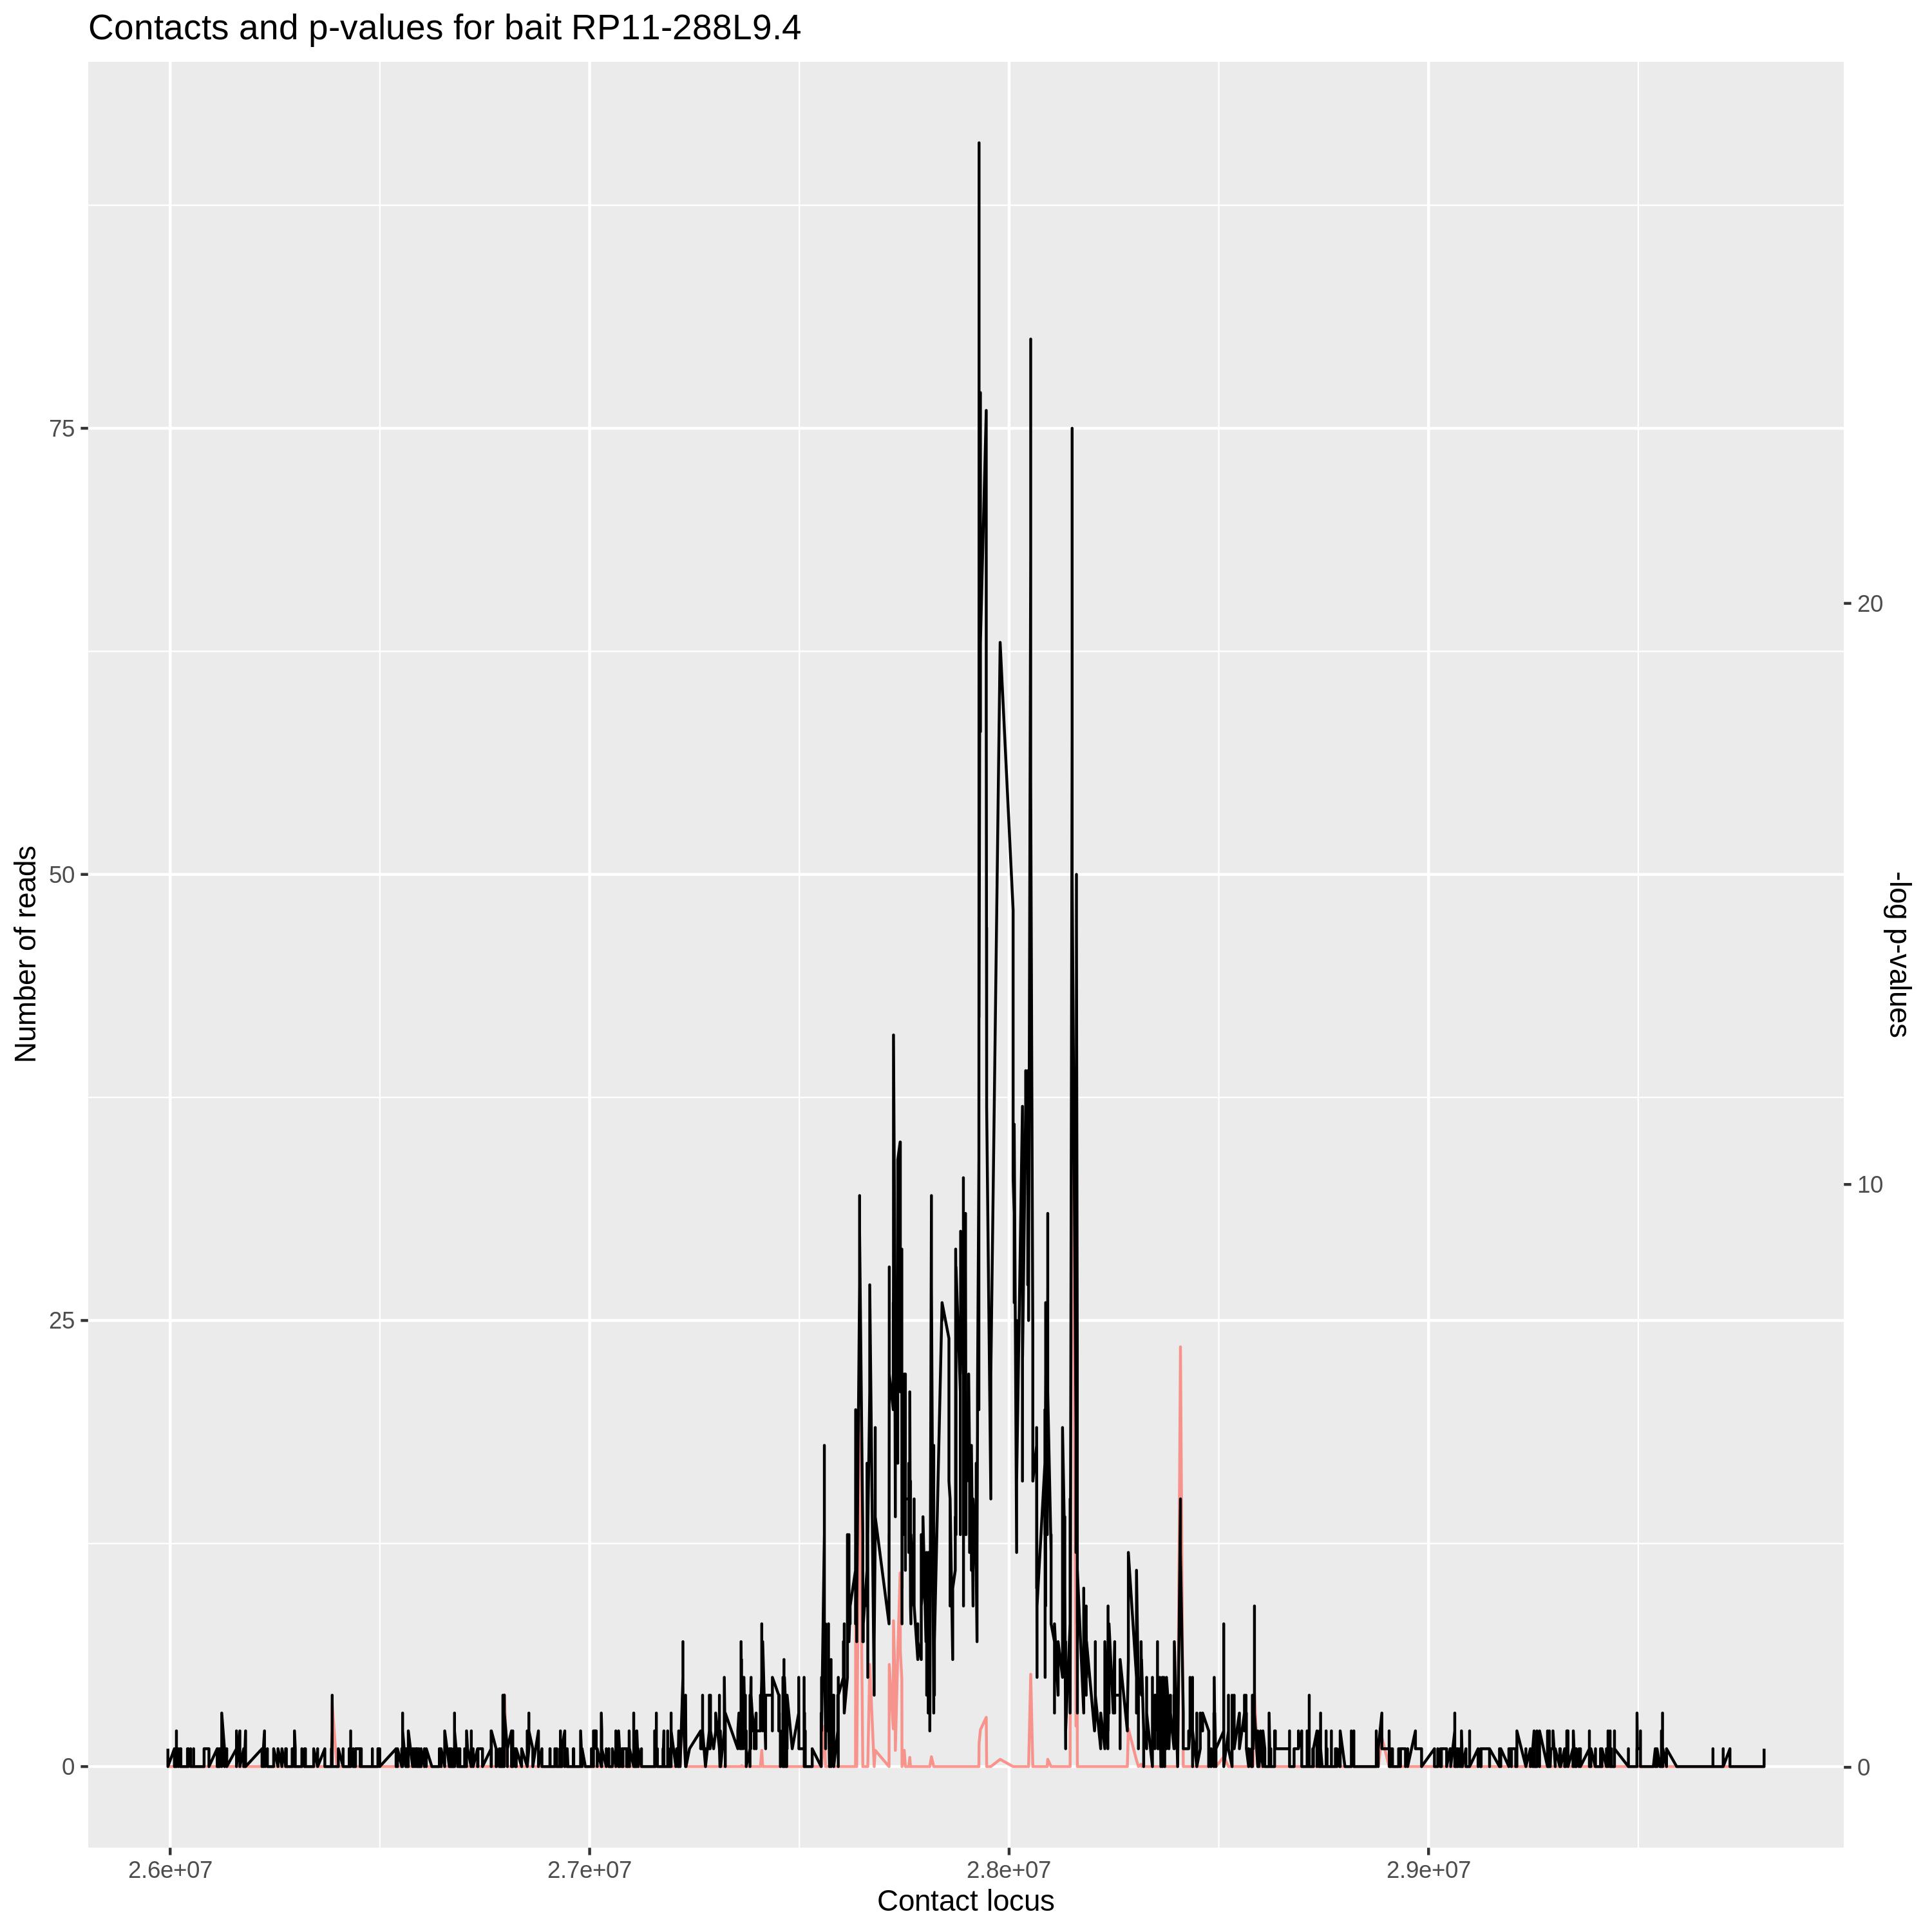 Contacts and p-values for bait RP11-288L9.4
75
50
25
0
20
10
0
Number of reads
-log p-values
2.6e+07 2.7e+07 2.8e+07 2.9e+07
Contact locus